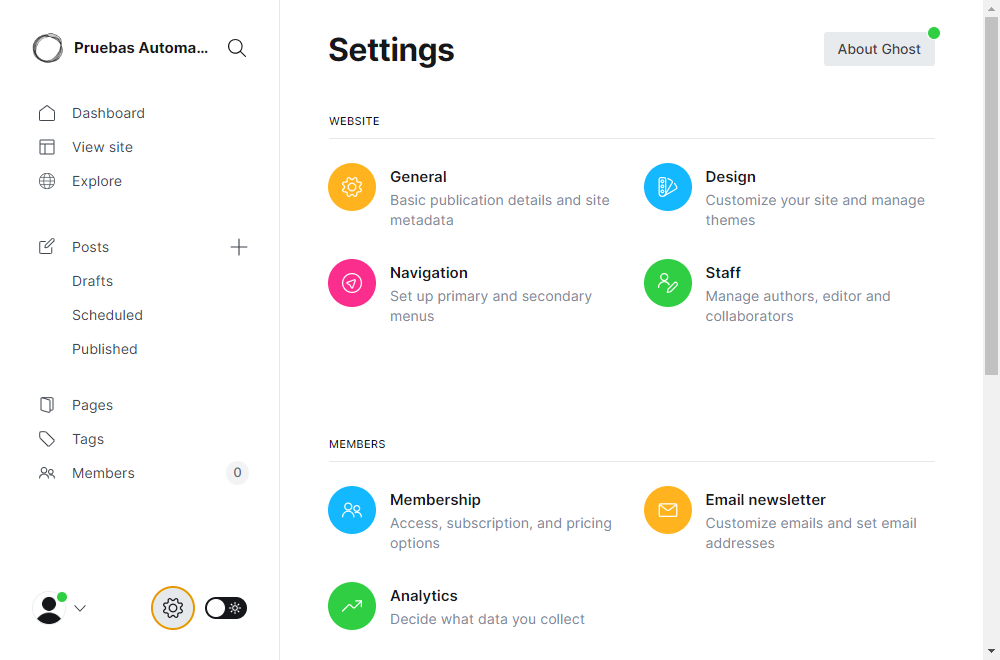 Pruebas Automa...
Dashboard
View site
Explore
Posts
Drafts
Scheduled
Published
Pages
Tags
Members
0
Settings
About Ghost
WEBSITE
General
Basic publication details and site
metadata
Design
Customize your site and manage
themes
Navigation
Set up primary and secondary
menus
Staff
Manage authors, editor and
collaborators
MEMBERS
Membership
Access, subscription, and pricing
options
Email newsletter
Customize emails and set email
addresses
Analytics
Decide what data you collect